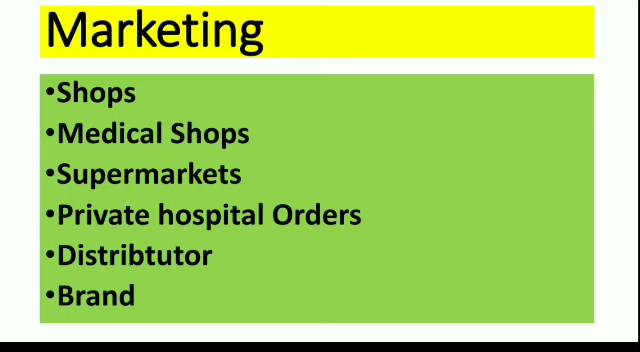 Marketing
•Shops
•Medical Shops
•Supermarkets
•Private hospital Orders
•Distribtutor
•Brand